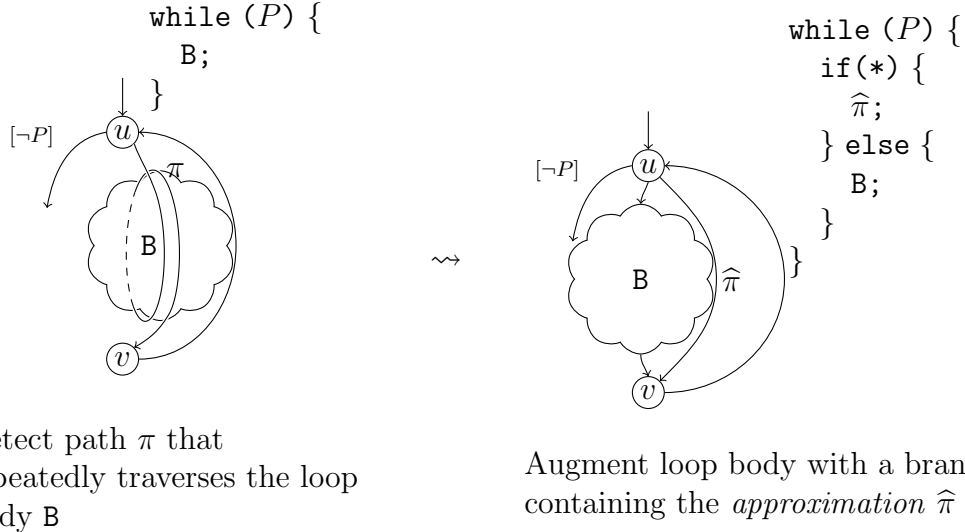 while (P) {
B;
}
u
[¬P]
π
B
v
⇝
while (P) {
if(*) {
π̂;
} else {
B;
}
}
u
[¬P]
B
π̂
v
etect path π that
peatedly traverses the loop
dy B
Augment loop body with a bran
containing the approximation π̂